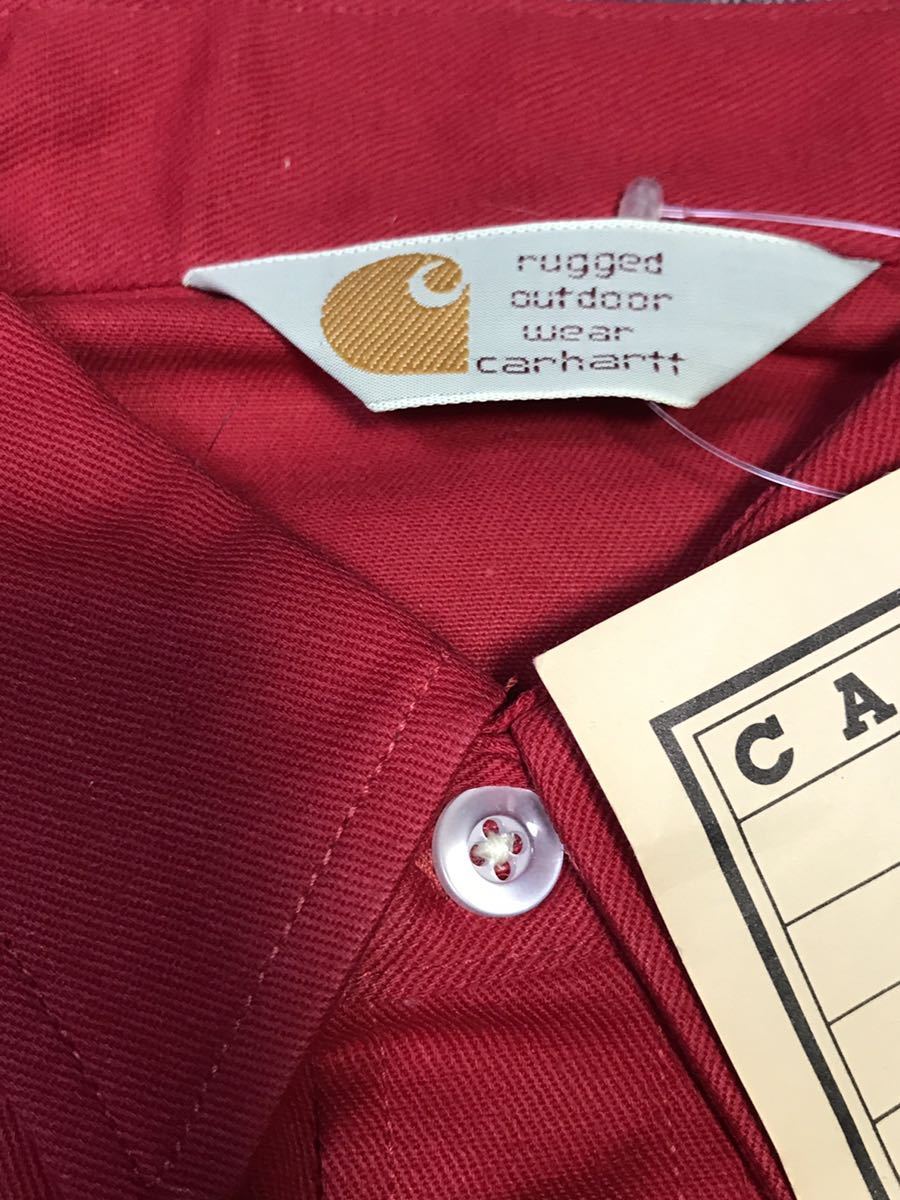 rugged
outdoor
wear
carhartt
CA